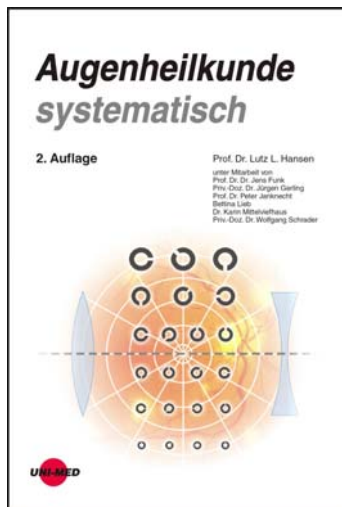 Augenheilkunde
systematisch
2. Auflage
Prof. Dr. Lutz L. Hansen
unter Mitarbeit von
Prof. Dr. Dr. Jens Funk
Priv.-Doz. Dr. Jürgen Gerling
Prof. Dr. Peter Janknecht
Bettina Lieb
Dr. Karin Mittelviefhaus
Priv.-Doz. Dr. Wolfgang Schrader
UNI-MED